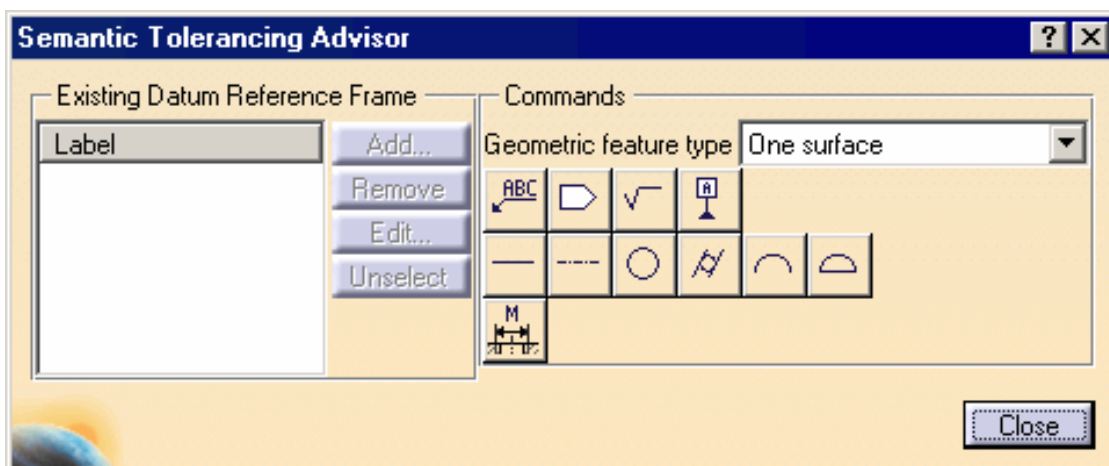 Semantic Tolerancing Advisor ? X
Existing Datum Reference Frame
Label
Add...
Remove
Edit...
Unselect
Commands
Geometric feature type One surface
ABC A
M
Close